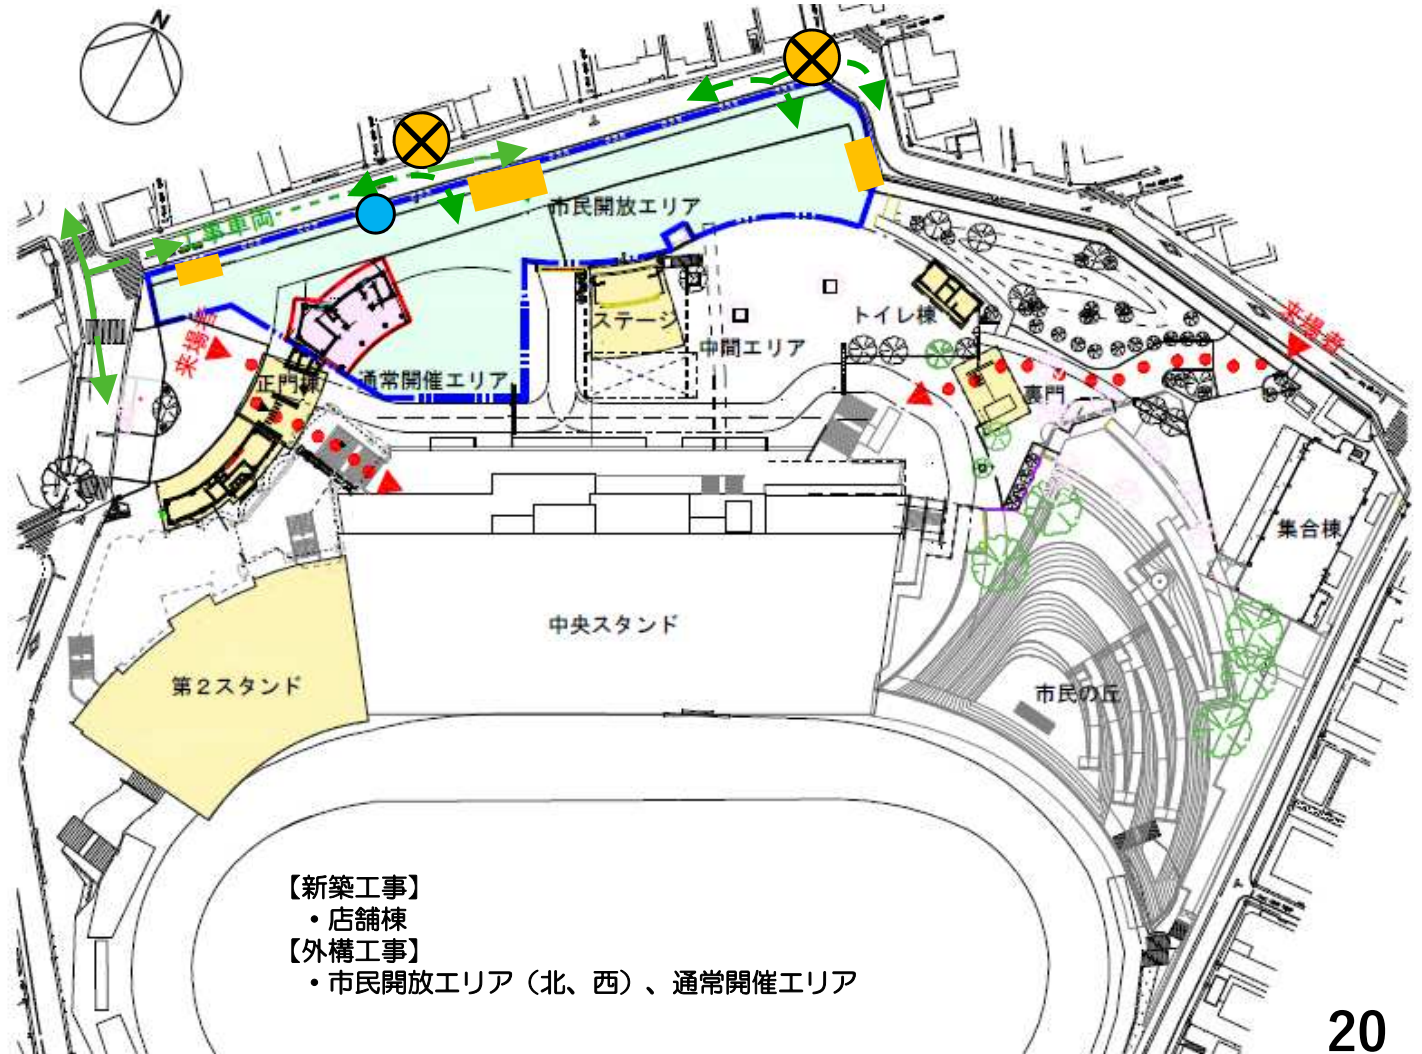 N
工事車両
市民開放エリア
来場者
ステージ
トイレ棟
来場者
中間エリア
正門棟
通常開催エリア
裏門
集合棟
中央スタンド
第2スタンド
市民の丘
【新築工事】
・店舗棟
【外構工事】
・市民開放エリア（北、西）、通常開催エリア
20